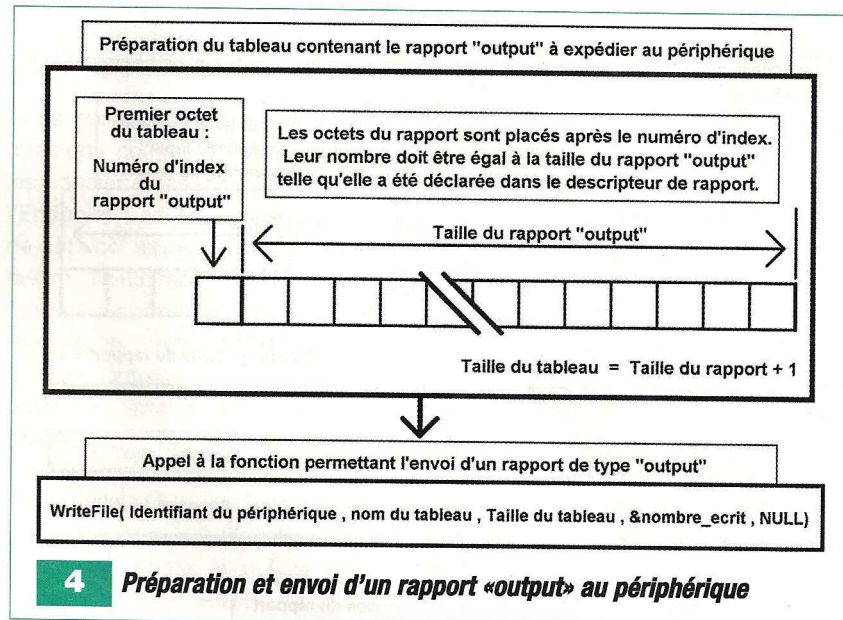 Préparation du tableau contenant le rapport "output" à expédier au périphérique
Premier octet
du tableau :
Numéro d'index
du
rapport "output"
Les octets du rapport sont placés après le numéro d'index.
Leur nombre doit être égal à la taille du rapport "output"
telle qu'elle a été déclarée dans le descripteur de rapport.
Taille du rapport "output"
Taille du tableau = Taille du rapport + 1
Appel à la fonction permettant l'envoi d'un rapport de type "output"
WriteFile( Identifiant du périphérique , nom du tableau , Taille du tableau , &nombre_ecrit , NULL)
4 Préparation et envoi d'un rapport «output» au périphérique